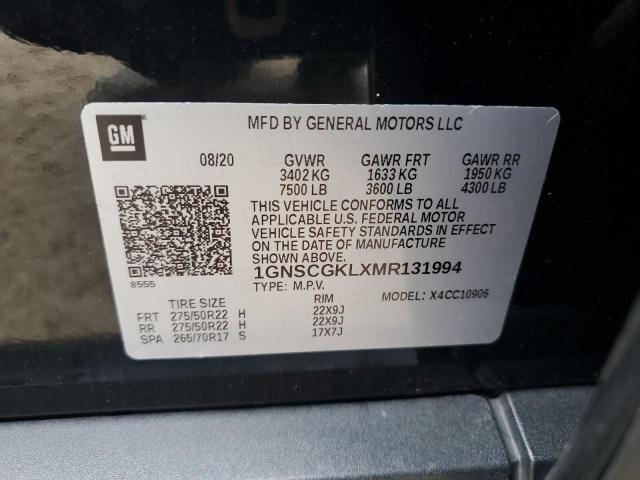 GM
MFD BY GENERAL MOTORS LLC
08/20 GVWR GAWR FRT GAWR RR
3402 KG 1633 KG 1950 KG
7500 LB 3600 LB 4300 LB
THIS VEHICLE CONFORMS TO ALL
APPLICABLE U.S. FEDERAL MOTOR
VEHICLE SAFETY STANDARDS IN EFFECT
ON THE DATE OF MANUFACTURE
SHOWN ABOVE.
1GNSCGKLXMR131994
8555
TYPE: M.P.V. MODEL: X4CC10906
TIRE SIZE RIM
FRT 275/50R22 H 22X9J
RR 275/50R22 H 22X9J
SPA 265/70R17 S 17X7J